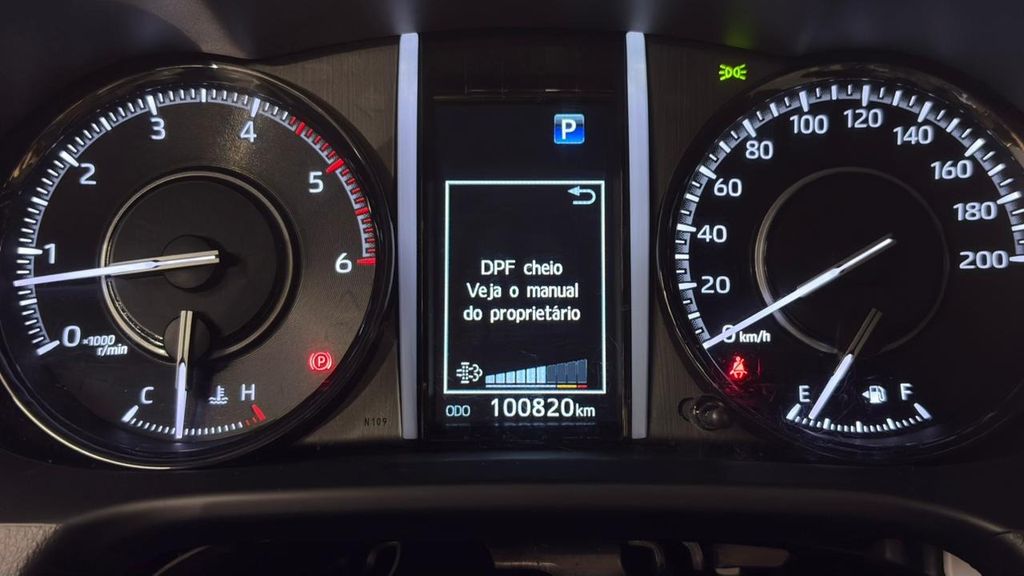 0
1
2
3
4
5
6
x1000
r/min
C
H
P
N109
P
DPF cheio
Veja o manual
do proprietário
ODO 100820km
0
20
40
60
80
100
120
140
160
180
200
km/h
E
F